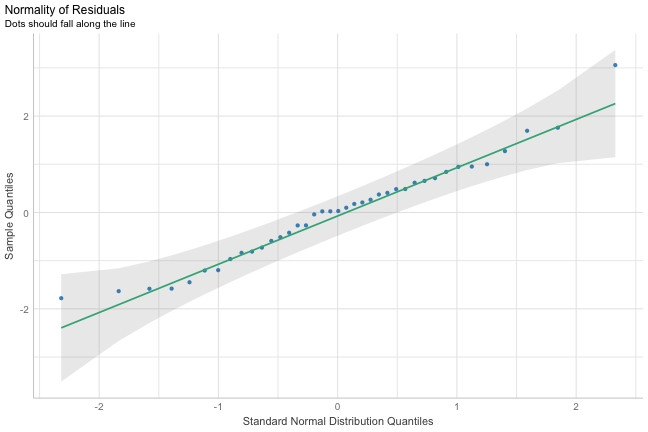 Normality of Residuals
Dots should fall along the line
2
0
-2
Sample Quantiles
-2
-1
0
1
2
Standard Normal Distribution Quantiles